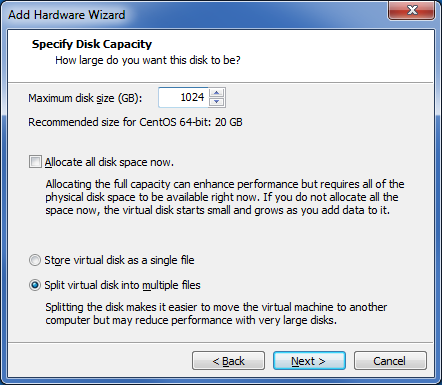 Add Hardware Wizard
Specify Disk Capacity
How large do you want this disk to be?
Maximum disk size (GB): 1024
Recommended size for CentOS 64-bit: 20 GB
Allocate all disk space now.
Allocating the full capacity can enhance performance but requires all of the
physical disk space to be available right now. If you do not allocate all the
space now, the virtual disk starts small and grows as you add data to it.
Store virtual disk as a single file
Split virtual disk into multiple files
Splitting the disk makes it easier to move the virtual machine to another
computer but may reduce performance with very large disks.
< Back Next > Cancel